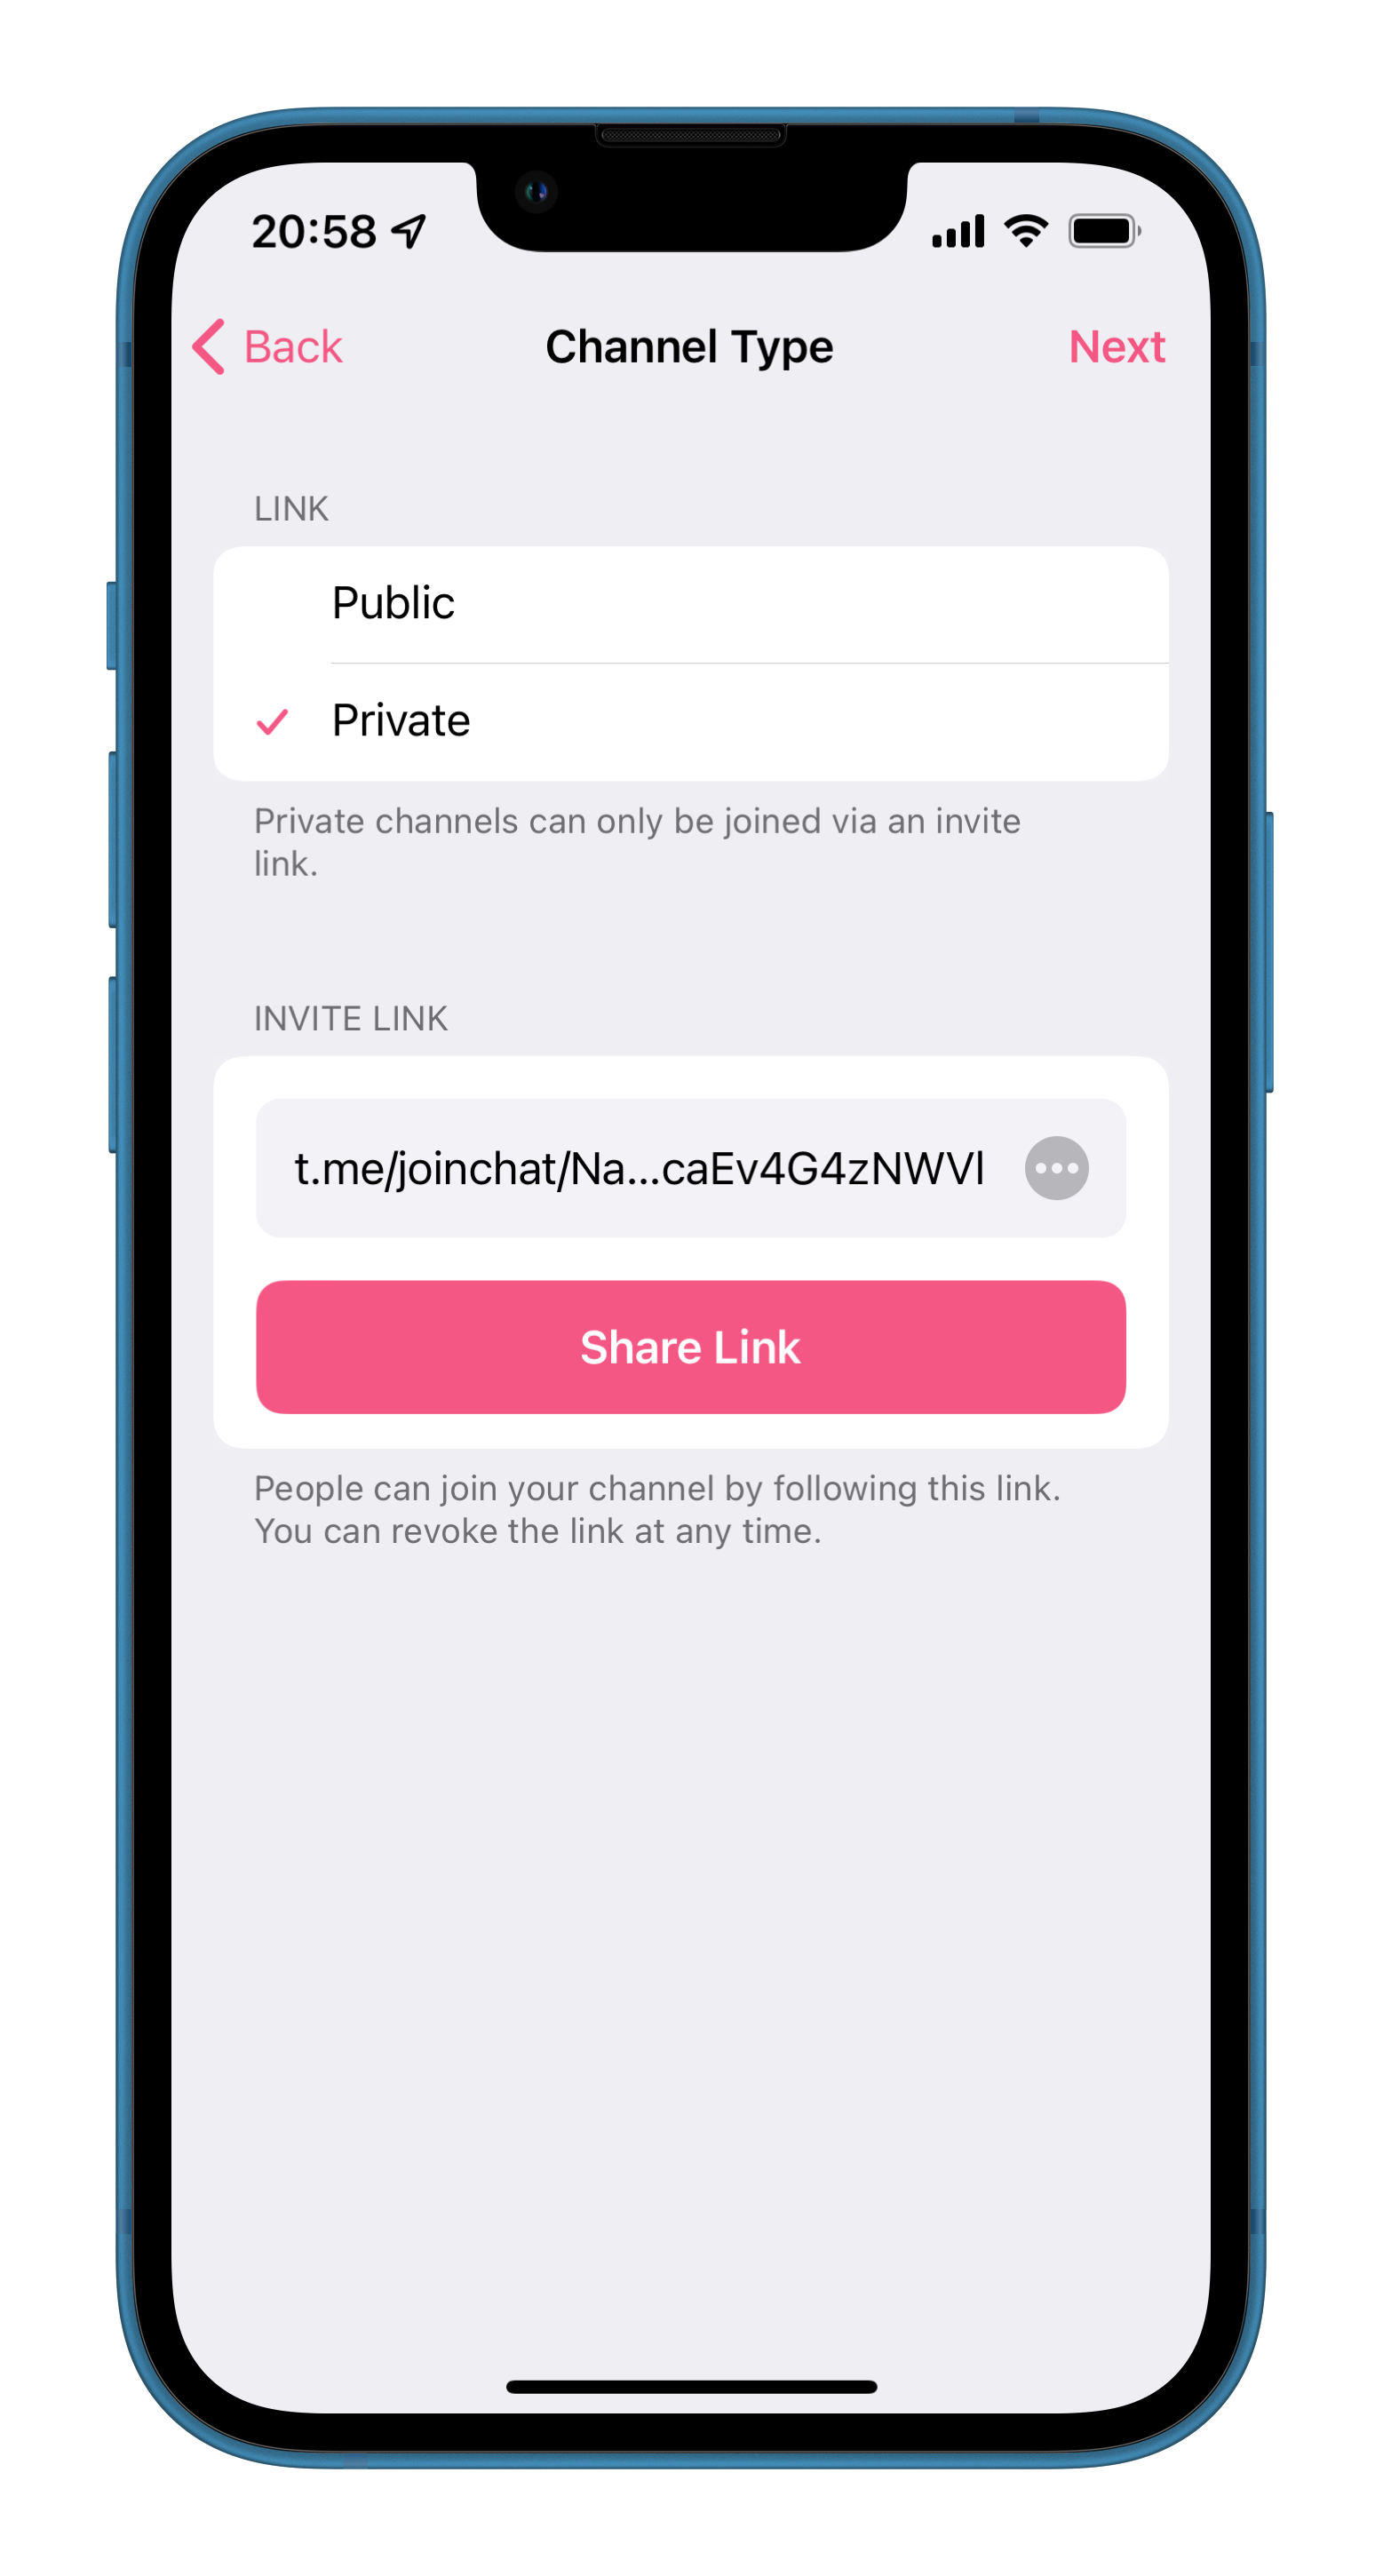 20:58
Back
Channel Type
Next
LINK
Public
Private
Private channels can only be joined via an invite
link.
INVITE LINK
t.me/joinchat/Na...caEv4G4zNWVl
Share Link
People can join your channel by following this link.
You can revoke the link at any time.